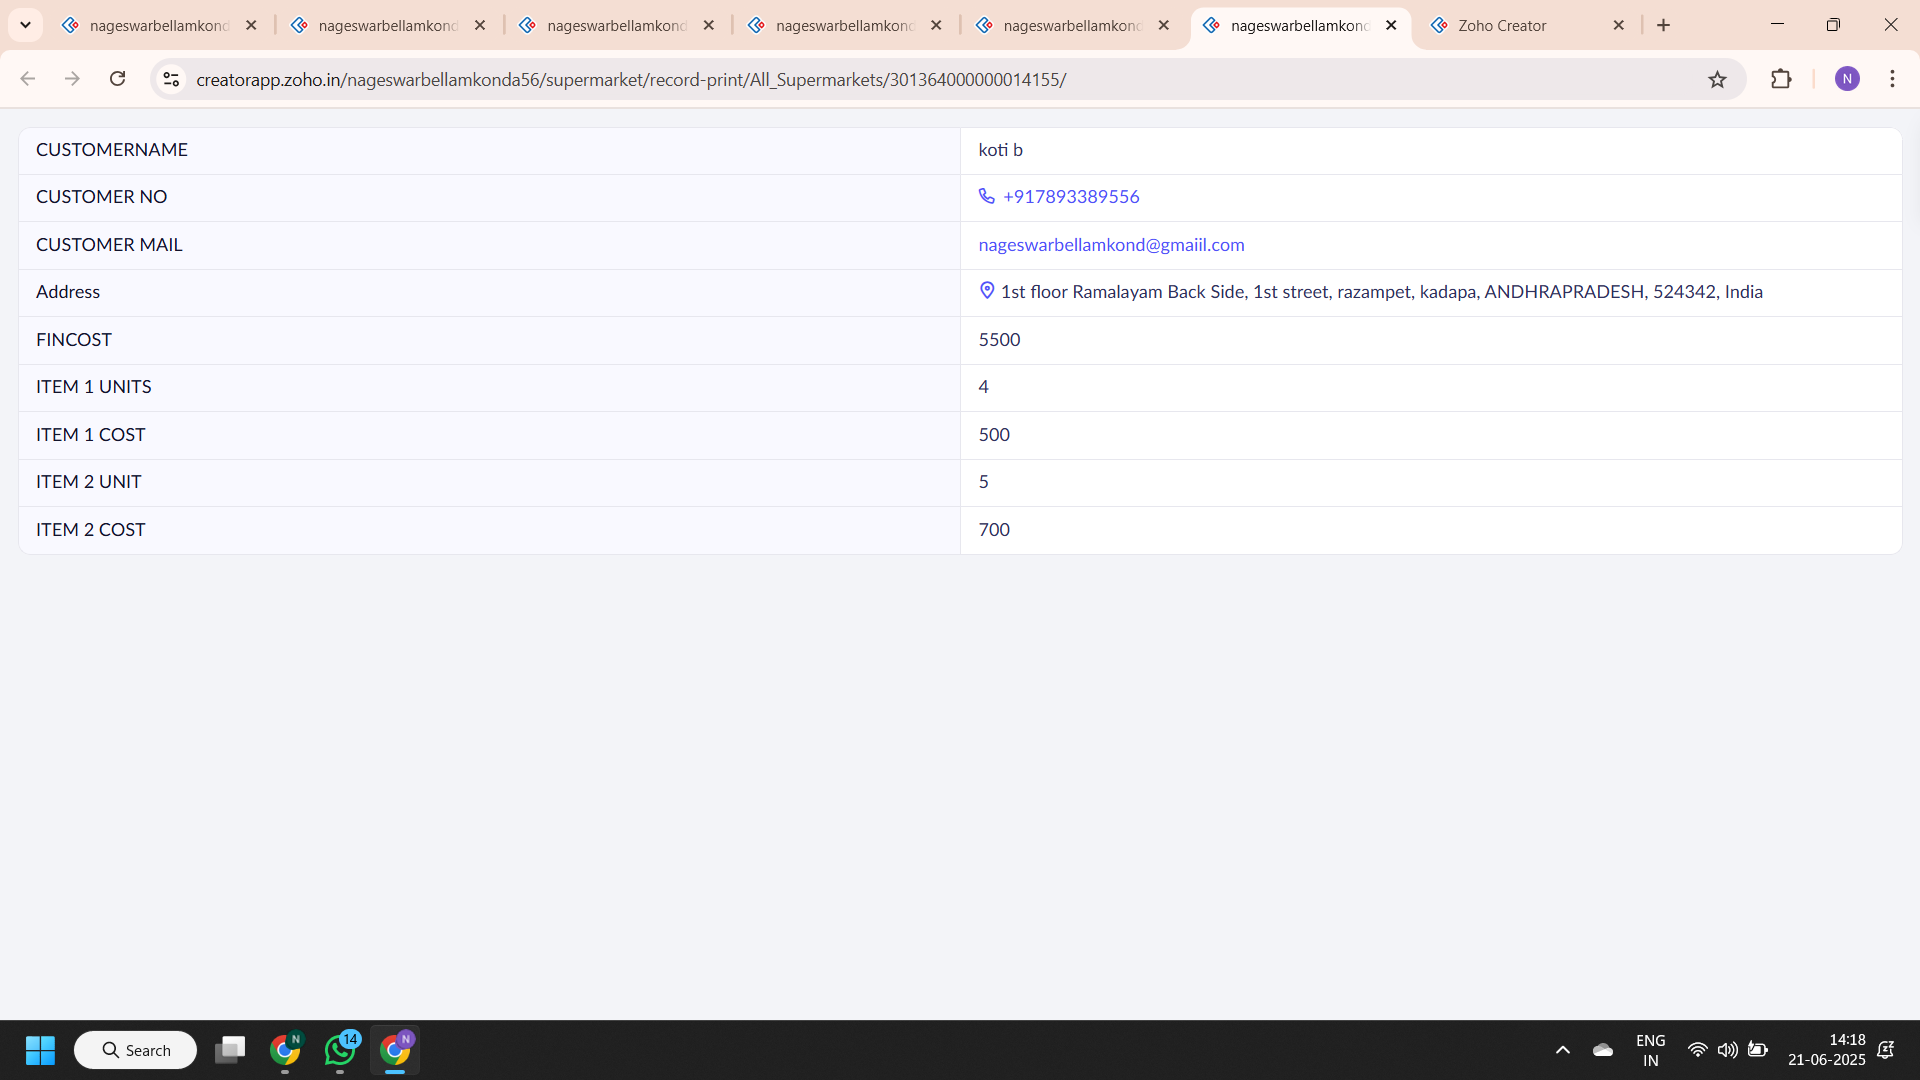 nageswarbellamkond nageswarbellamkond nageswarbellamkond nageswarbellamkond nageswarbellamkond nageswarbellamkond Zoho Creator
creatorapp.zoho.in/nageswarbellamkonda56/supermarket/record-print/All_Supermarkets/301364000000014155/ N
CUSTOMERNAME koti b
CUSTOMER NO +917893389556
CUSTOMER MAIL nageswarbellamkond@gmaiil.com
Address 1st floor Ramalayam Back Side, 1st street, razampet, kadapa, ANDHRAPRADESH, 524342, India
FINCOST 5500
ITEM 1 UNITS 4
ITEM 1 COST 500
ITEM 2 UNIT 5
ITEM 2 COST 700
Search N 14 N ENG 14:18
IN 21-06-2025